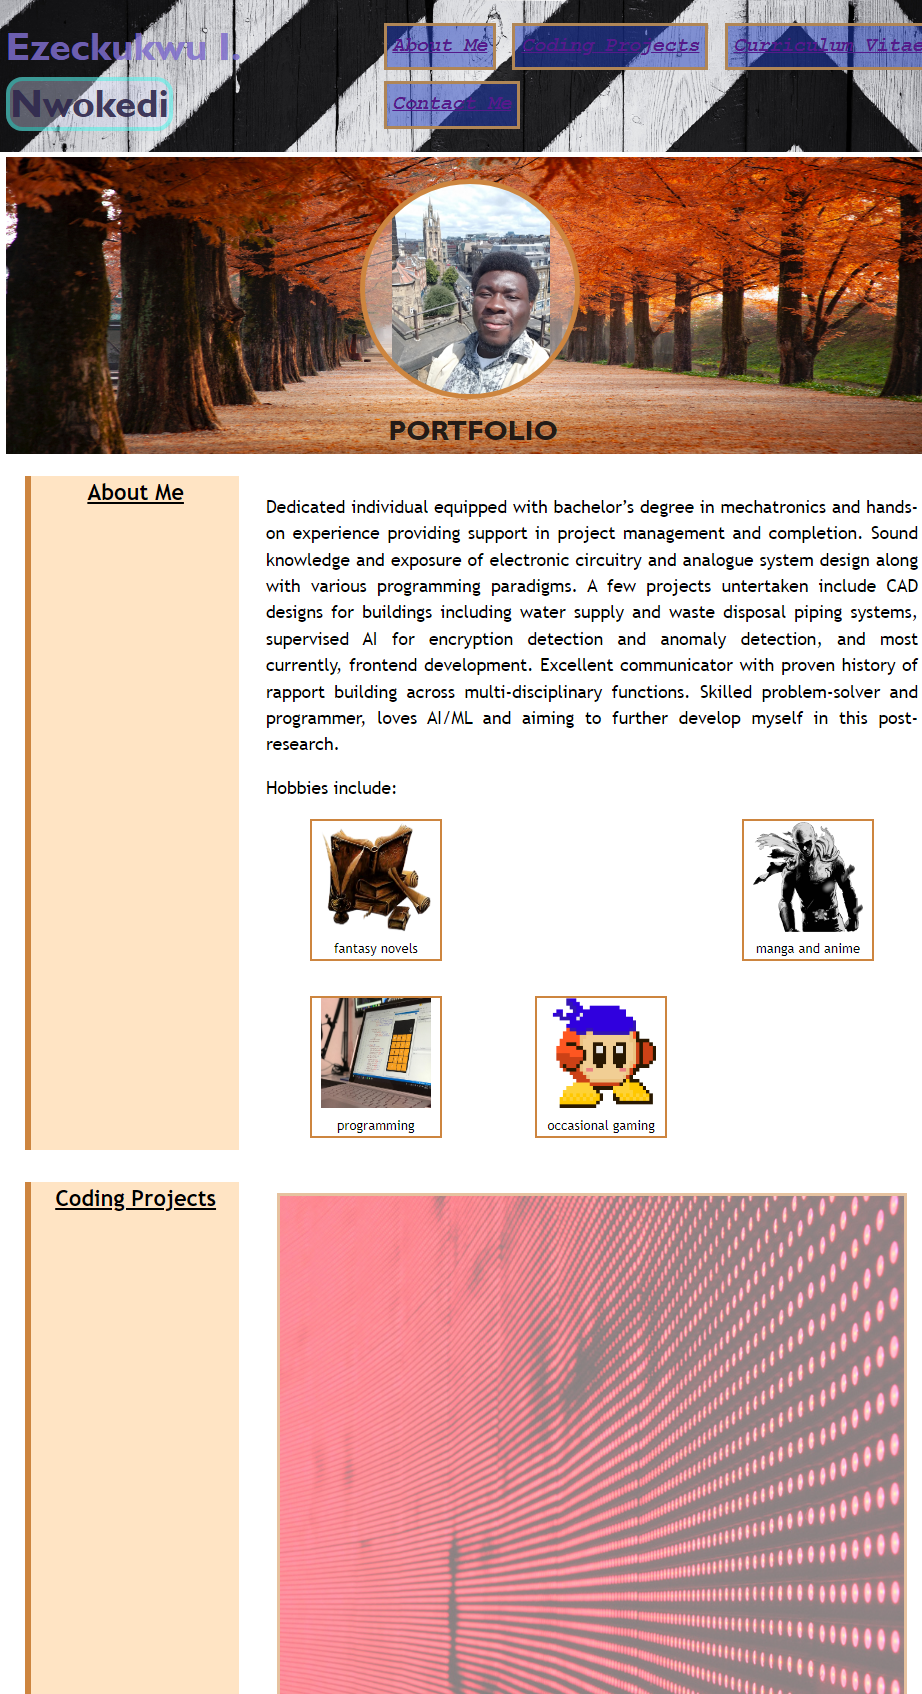 Ezeckukwu I.
Nwokedi
About Me
Coding Projects
Curriculum Vitae
Contact Me
PORTFOLIO
About Me
Dedicated individual equipped with bachelor’s degree in mechatronics and hands-
on experience providing support in project management and completion. Sound
knowledge and exposure of electronic circuitry and analogue system design along
with various programming paradigms. A few projects untertaken include CAD
designs for buildings including water supply and waste disposal piping systems,
supervised AI for encryption detection and anomaly detection, and most
currently, frontend development. Excellent communicator with proven history of
rapport building across multi-disciplinary functions. Skilled problem-solver and
programmer, loves AI/ML and aiming to further develop myself in this post-
research.
Hobbies include:
fantasy novels
manga and anime
programming
occasional gaming
Coding Projects